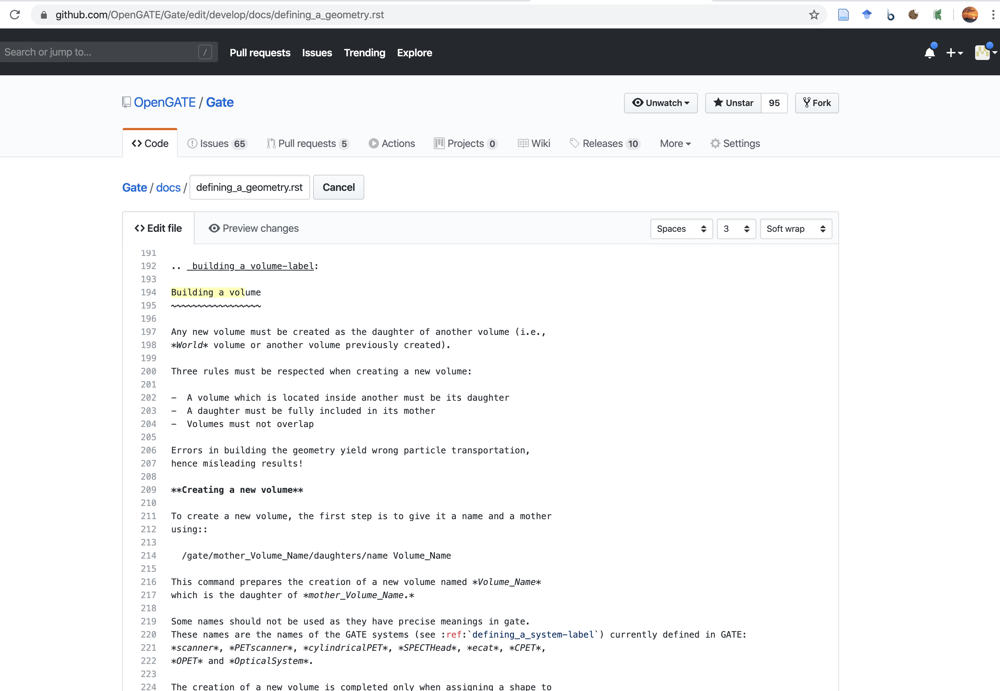 github.com/OpenGATE/Gate/edit/develop/docs/defining_a_geometry.rst
Search or jump to... /
Pull requests Issues Trending Explore
OpenGATE / Gate
Unwatch Unstar 95 Fork
Code Issues 65 Pull requests 5 Actions Projects 0 Wiki Releases 10 More Settings
Gate / docs / defining_a_geometry.rst Cancel
Edit file Preview changes Spaces 3 Soft wrap
191
192 .. _building_a_volume-label:
193
194 Building a volume
195 ~~~~~~~~~~~~~~~~~
196
197 Any new volume must be created as the daughter of another volume (i.e.,
198 *World* volume or another volume previously created).
199
200 Three rules must be respected when creating a new volume:
201
202 -  A volume which is located inside another must be its daughter
203 -  A daughter must be fully included in its mother
204 -  Volumes must not overlap
205
206 Errors in building the geometry yield wrong particle transportation,
207 hence misleading results!
208
209 **Creating a new volume**
210
211 To create a new volume, the first step is to give it a name and a mother
212 using::
213
214   /gate/mother_Volume_Name/daughters/name Volume_Name
215
216 This command prepares the creation of a new volume named *Volume_Name*
217 which is the daughter of *mother_Volume_Name.*
218
219 Some names should not be used as they have precise meanings in gate.
220 These names are the names of the GATE systems (see :ref:`defining_a_system-label`) currently defined in GATE:
221 *scanner*, *PETscanner*, *cylindricalPET*, *SPECTHead*, *ecat*, *CPET*,
222 *OPET* and *OpticalSystem*.
223
224 The creation of a new volume is completed only when assigning a shape to